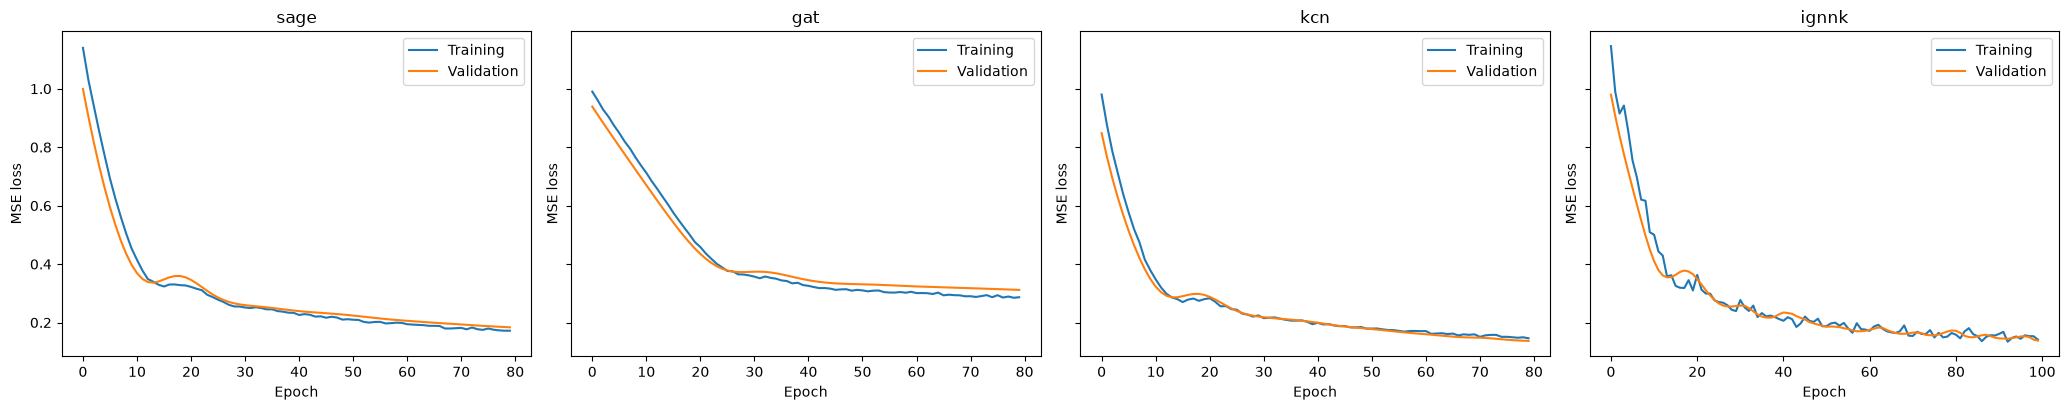 sage
Training
Validation
MSE loss
1.0
0.8
0.6
0.4
0.2
0 10 20 30 40 50 60 70 80
Epoch
gat
Training
Validation
MSE loss
0 10 20 30 40 50 60 70 80
Epoch
kcn
Training
Validation
MSE loss
0 10 20 30 40 50 60 70 80
Epoch
ignnk
Training
Validation
MSE loss
0 20 40 60 80 100
Epoch